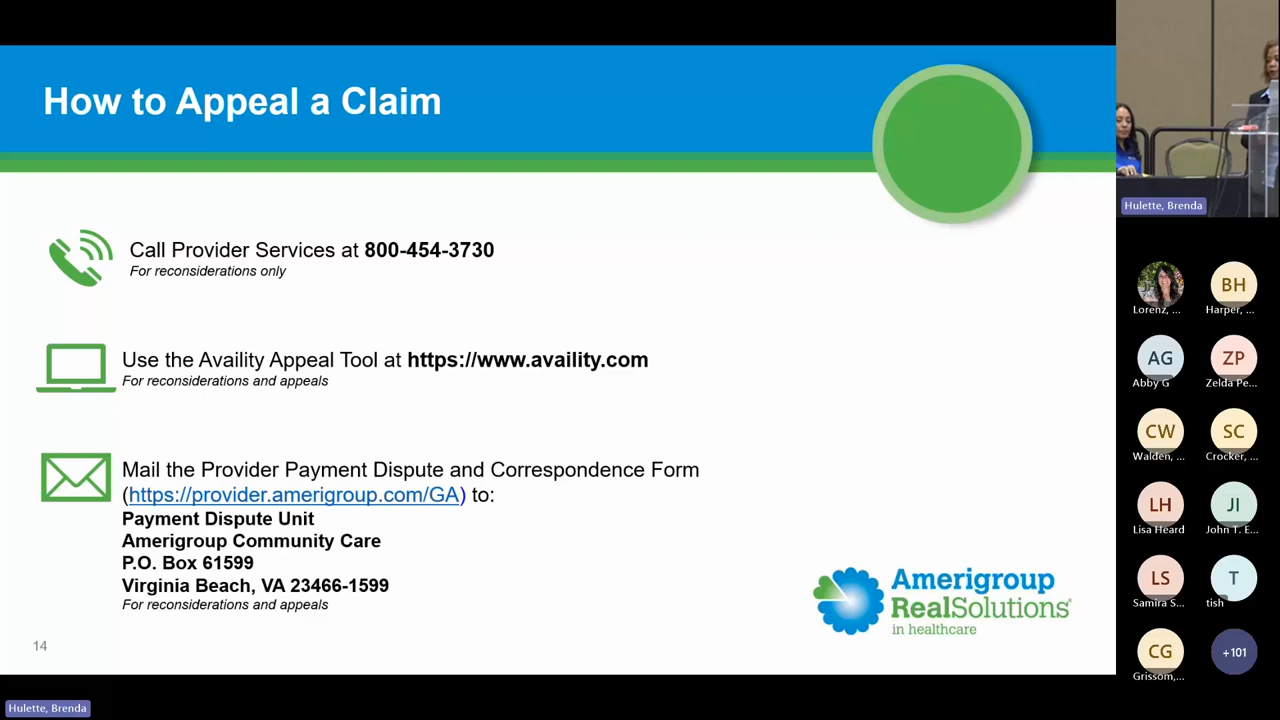 How to Appeal a Claim
Call Provider Services at 800-454-3730
For reconsiderations only
Use the Availity Appeal Tool at https://www.availity.com
For reconsiderations and appeals
Mail the Provider Payment Dispute and Correspondence Form
(https://provider.amerigroup.com/GA) to:
Payment Dispute Unit
Amerigroup Community Care
P.O. Box 61599
Virginia Beach, VA 23466-1599
For reconsiderations and appeals
14
Amerigroup
RealSolutions®
in healthcare
Hulette, Brenda
Lorenz, ...
BH
Harper, ...
AG
Abby G
ZP
Zelda Pe...
CW
Walden, ...
SC
Crocker, ...
LH
Lisa Heard
JI
John T. E...
LS
Samira S...
T
tish
CG
Grissom,...
+101
Hulette, Brenda